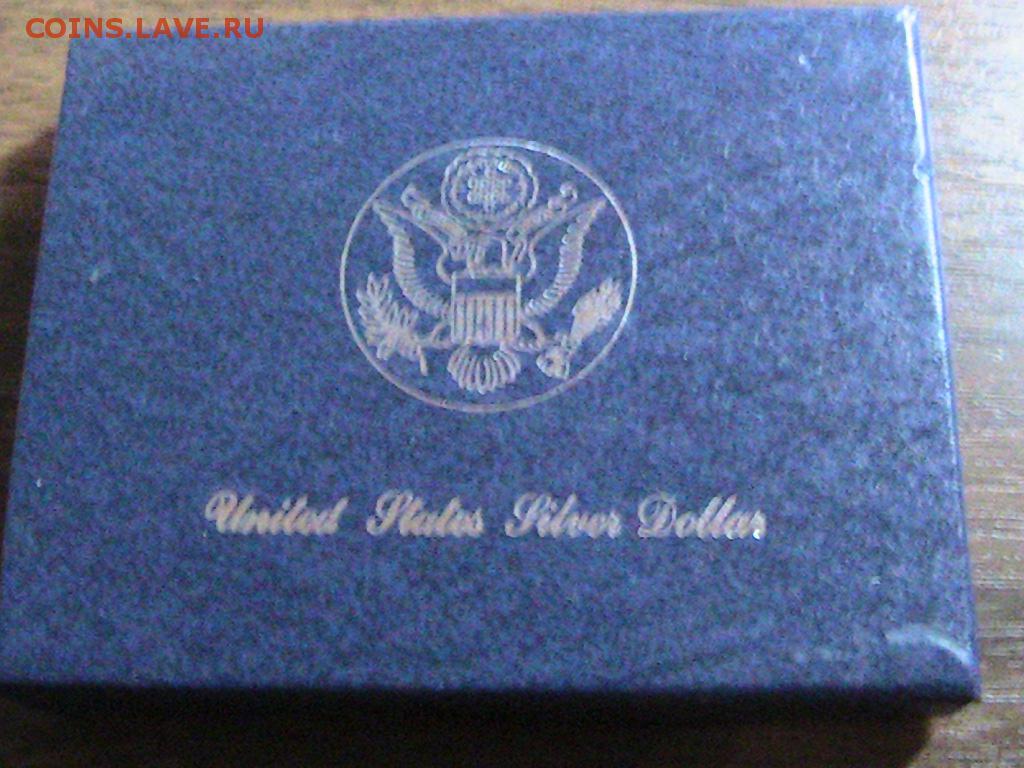 COINS.LAVE.RU
United States Silver Dollar